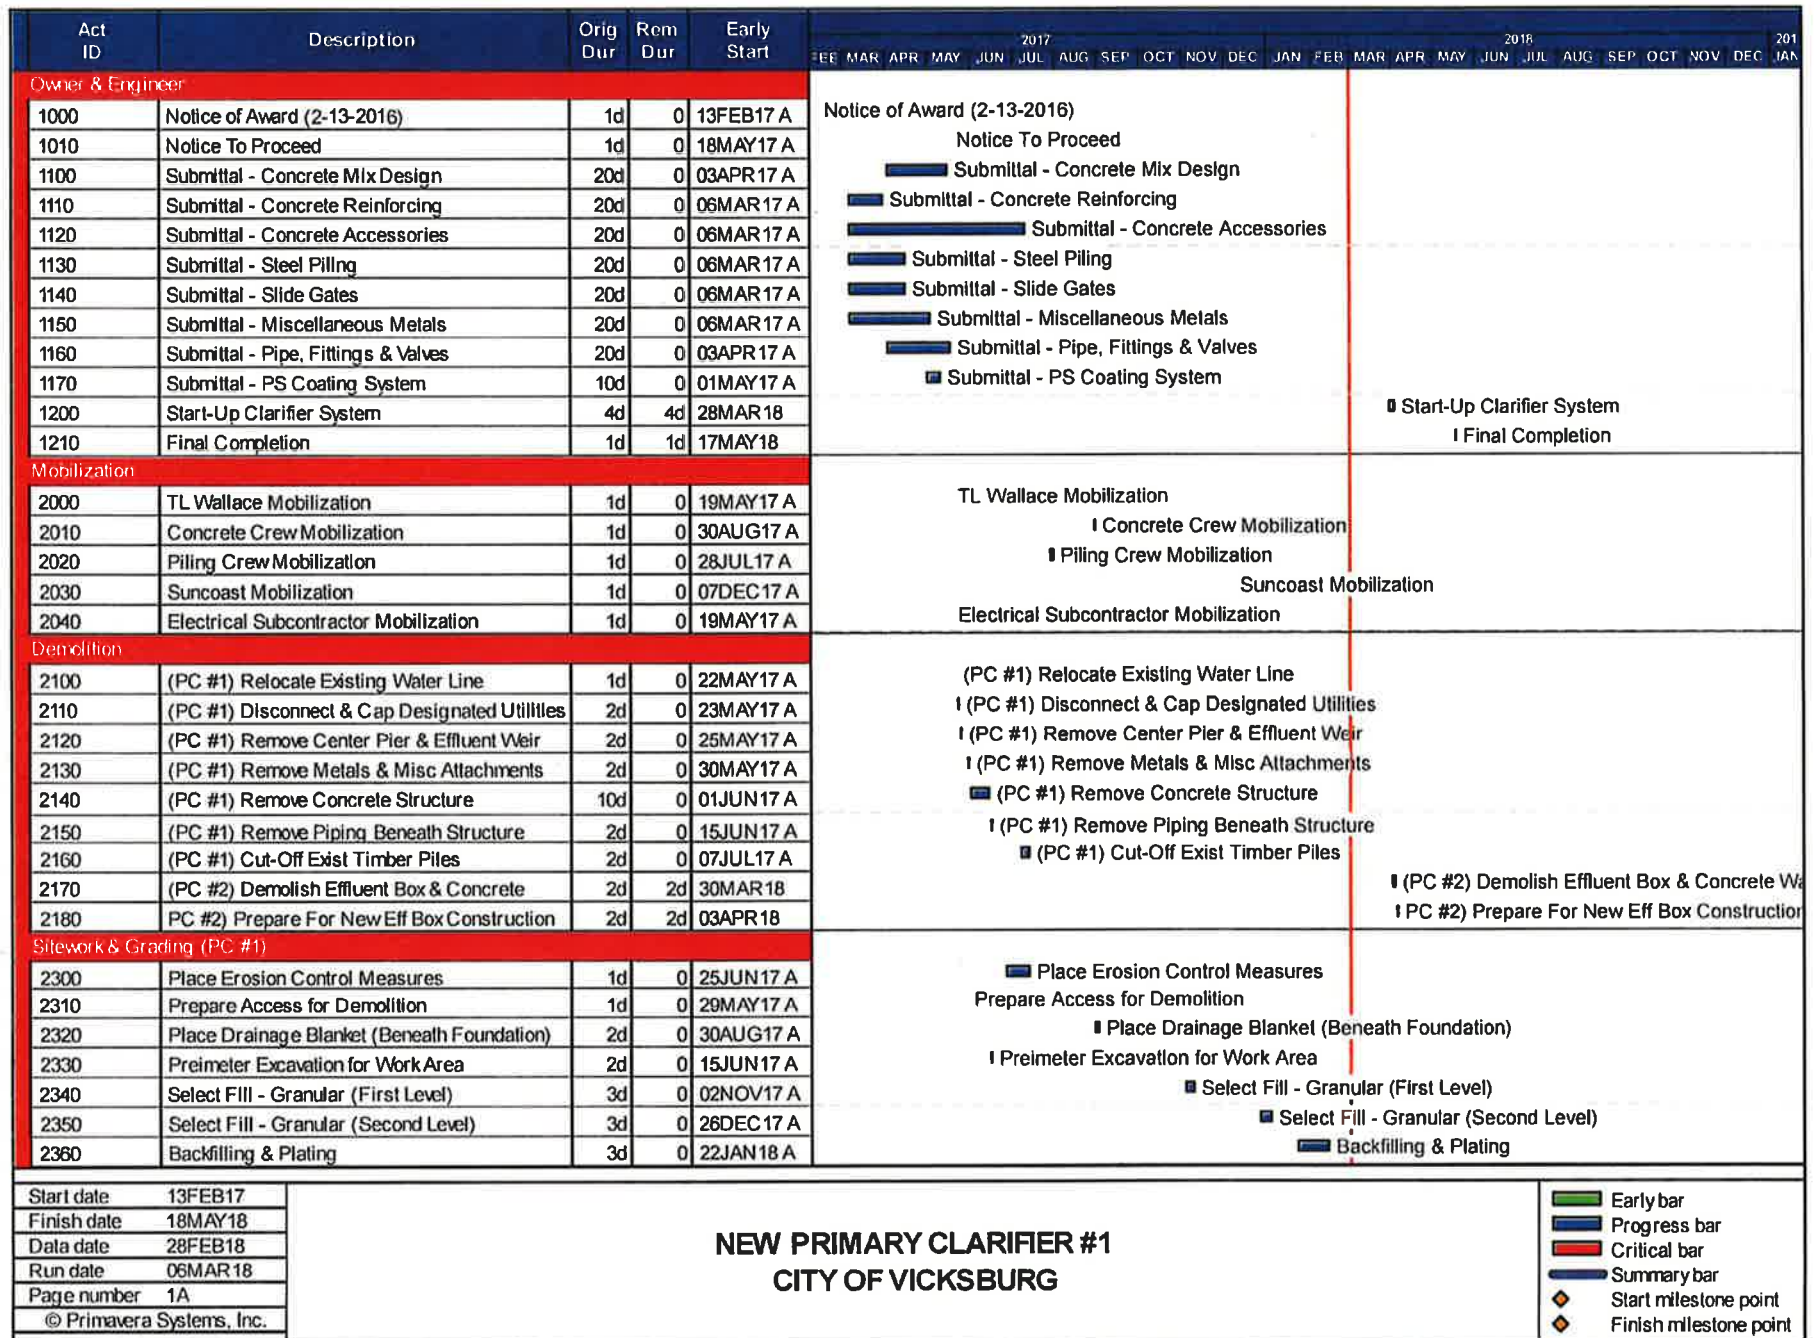 Act ID Description Orig Dur Rem Dur Early Start
2017 2018 201
FEB MAR APR MAY JUN JUL AUG SEP OCT NOV DEC JAN FEB MAR APR MAY JUN JUL AUG SEP OCT NOV DEC JAN
Owner & Engineer
1000 Notice of Award (2-13-2016) 1d 0 13FEB17 A Notice of Award (2-13-2016)
1010 Notice To Proceed 1d 0 18MAY17 A Notice To Proceed
1100 Submittal - Concrete Mix Design 20d 0 03APR17 A Submittal - Concrete Mix Design
1110 Submittal - Concrete Reinforcing 20d 0 06MAR17 A Submittal - Concrete Reinforcing
1120 Submittal - Concrete Accessories 20d 0 06MAR17 A Submittal - Concrete Accessories
1130 Submittal - Steel Piling 20d 0 06MAR17 A Submittal - Steel Piling
1140 Submittal - Slide Gates 20d 0 06MAR17 A Submittal - Slide Gates
1150 Submittal - Miscellaneous Metals 20d 0 06MAR17 A Submittal - Miscellaneous Metals
1160 Submittal - Pipe, Fittings & Valves 20d 0 03APR17 A Submittal - Pipe, Fittings & Valves
1170 Submittal - PS Coating System 10d 0 01MAY17 A Submittal - PS Coating System
1200 Start-Up Clarifier System 4d 4d 28MAR18 Start-Up Clarifier System
1210 Final Completion 1d 1d 17MAY18 Final Completion
Mobilization
2000 TL Wallace Mobilization 1d 0 19MAY17 A TL Wallace Mobilization
2010 Concrete Crew Mobilization 1d 0 30AUG17 A Concrete Crew Mobilization
2020 Piling Crew Mobilization 1d 0 28JUL17 A Piling Crew Mobilization
2030 Suncoast Mobilization 1d 0 07DEC17 A Suncoast Mobilization
2040 Electrical Subcontractor Mobilization 1d 0 19MAY17 A Electrical Subcontractor Mobilization
Demolition
2100 (PC #1) Relocate Existing Water Line 1d 0 22MAY17 A (PC #1) Relocate Existing Water Line
2110 (PC #1) Disconnect & Cap Designated Utilities 2d 0 23MAY17 A (PC #1) Disconnect & Cap Designated Utilities
2120 (PC #1) Remove Center Pier & Effluent Weir 2d 0 25MAY17 A (PC #1) Remove Center Pier & Effluent Weir
2130 (PC #1) Remove Metals & Misc Attachments 2d 0 30MAY17 A (PC #1) Remove Metals & Misc Attachments
2140 (PC #1) Remove Concrete Structure 10d 0 01JUN17 A (PC #1) Remove Concrete Structure
2150 (PC #1) Remove Piping Beneath Structure 2d 0 15JUN17 A (PC #1) Remove Piping Beneath Structure
2160 (PC #1) Cut-Off Exist Timber Piles 2d 0 07JUL17 A (PC #1) Cut-Off Exist Timber Piles
2170 (PC #2) Demolish Effluent Box & Concrete 2d 2d 30MAR18 (PC #2) Demolish Effluent Box & Concrete Wa
2180 PC #2) Prepare For New Eff Box Construction 2d 2d 03APR18 PC #2) Prepare For New Eff Box Construction
Sitework & Grading (PC #1)
2300 Place Erosion Control Measures 1d 0 25JUN17 A Place Erosion Control Measures
2310 Prepare Access for Demolition 1d 0 29MAY17 A Prepare Access for Demolition
2320 Place Drainage Blanket (Beneath Foundation) 2d 0 30AUG17 A Place Drainage Blanket (Beneath Foundation)
2330 Preimeter Excavation for Work Area 2d 0 15JUN17 A Preimeter Excavation for Work Area
2340 Select Fill - Granular (First Level) 3d 0 02NOV17 A Select Fill - Granular (First Level)
2350 Select Fill - Granular (Second Level) 3d 0 26DEC17 A Select Fill - Granular (Second Level)
2360 Backfilling & Plating 3d 0 22JAN18 A Backfilling & Plating
Start date 13FEB17
Finish date 18MAY18
Data date 28FEB18
Run date 06MAR18
Page number 1A
© Primavera Systems, Inc.
NEW PRIMARY CLARIFIER #1
CITY OF VICKSBURG
Early bar
Progress bar
Critical bar
Summary bar
Start milestone point
Finish milestone point